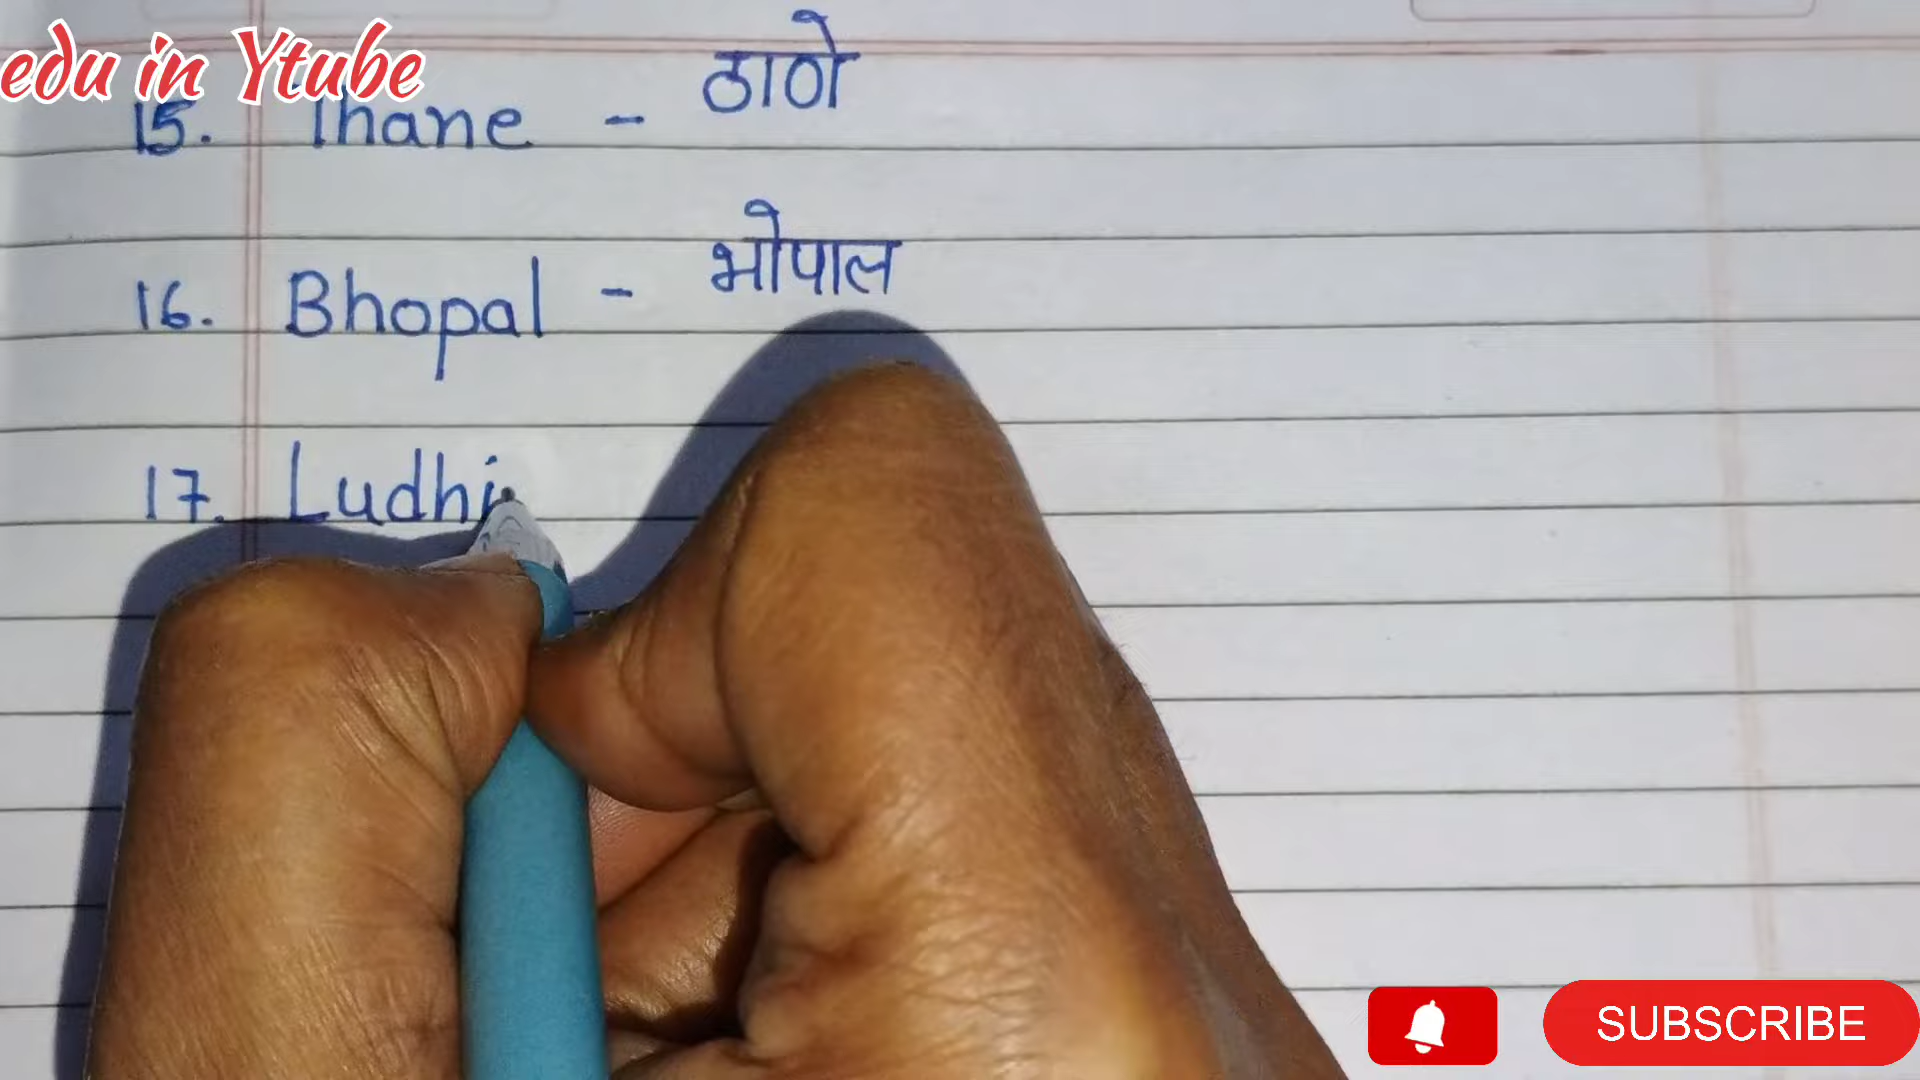 edu in Ytube
15. Thane - ठाठो
16. Bhopal - भोपाल
17. Ludhi
SUBSCRIBE